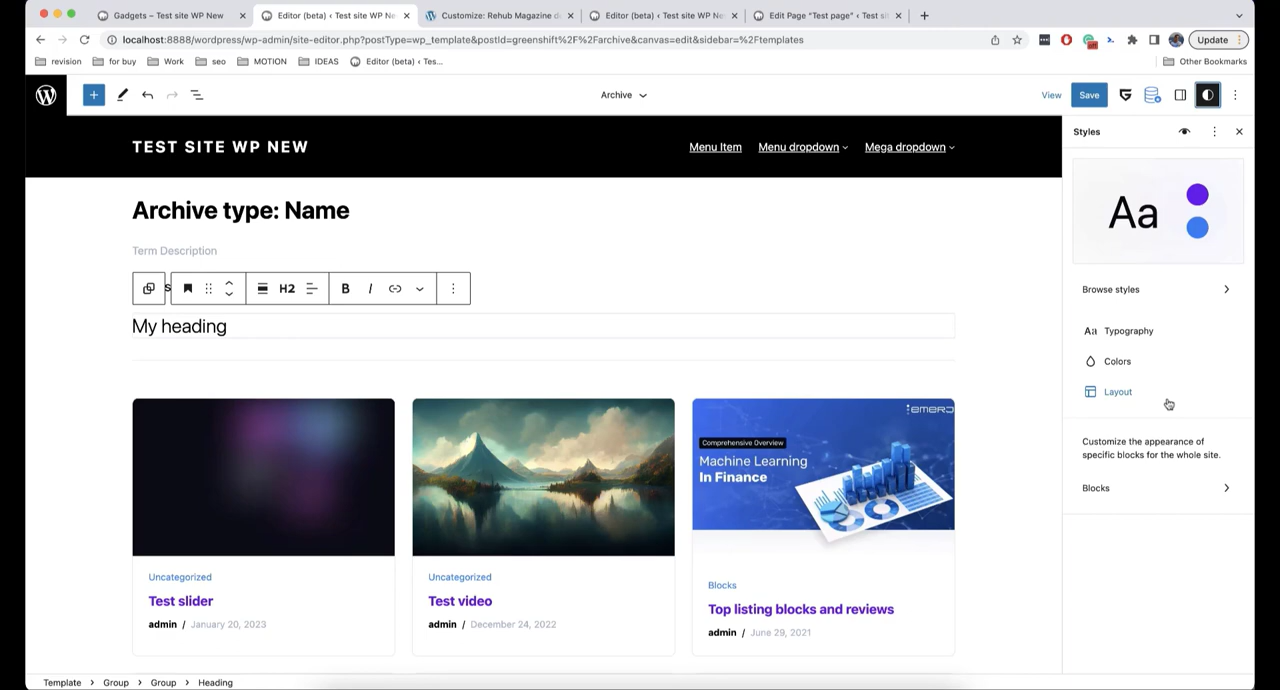 Gadgets – Test site WP New
Editor (beta) ‹ Test site WP Ne
Customize: Rehub Magazine d
Editor (beta) ‹ Test site WP Ne
Edit Page "Test page" ‹ Test si
localhost:8888/wordpress/wp-admin/site-editor.php?postType=wp_template&postId=greenshift%2F%2Farchive&canvas=edit&sidebar=%2Ftemplates
Update
revision
for buy
Work
seo
MOTION
IDEAS
Editor (beta) ‹ Tes...
Other Bookmarks
Archive
View
Save
TEST SITE WP NEW
Menu Item
Menu dropdown
Mega dropdown
Styles
Archive type: Name
Aa
Term Description
S
H2
B
I
My heading
Browse styles
Aa Typography
Colors
Layout
Customize the appearance of
specific blocks for the whole site.
Blocks
emerj
Comprehensive Overview
Machine Learning
In Finance
Uncategorized
Test slider
admin / January 20, 2023
Uncategorized
Test video
admin / December 24, 2022
Blocks
Top listing blocks and reviews
admin / June 29, 2021
Template > Group > Group > Heading